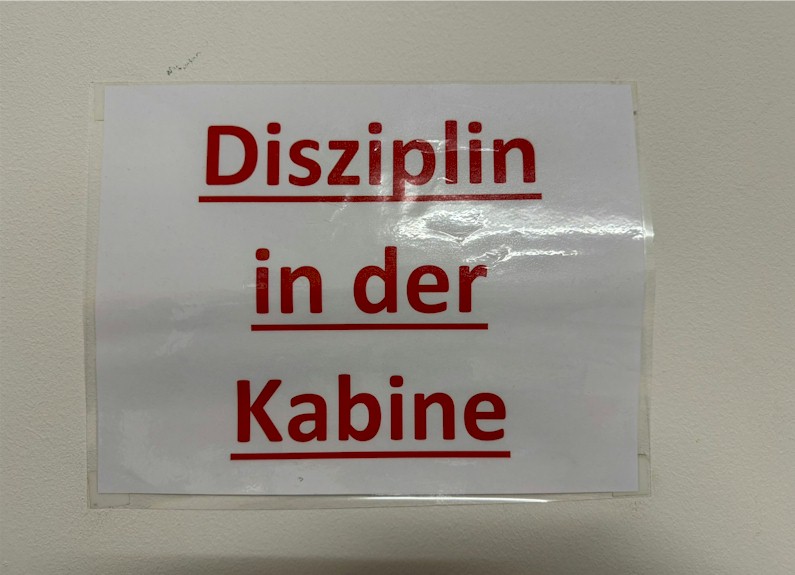 Disziplin
in der
Kabine